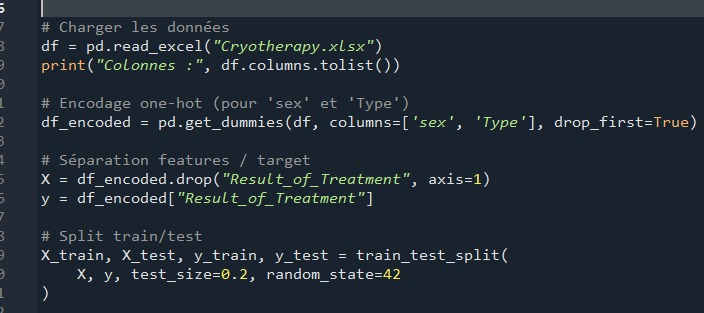 6
7 # Charger les données
8 df = pd.read_excel("Cryotherapy.xlsx")
9 print("Colonnes :", df.columns.tolist())
0
1 # Encodage one-hot (pour 'sex' et 'Type')
2 df_encoded = pd.get_dummies(df, columns=['sex', 'Type'], drop_first=True)
3
4 # Séparation features / target
5 X = df_encoded.drop("Result_of_Treatment", axis=1)
6 y = df_encoded["Result_of_Treatment"]
7
8 # Split train/test
9 X_train, X_test, y_train, y_test = train_test_split(
0     X, y, test_size=0.2, random_state=42
1 )